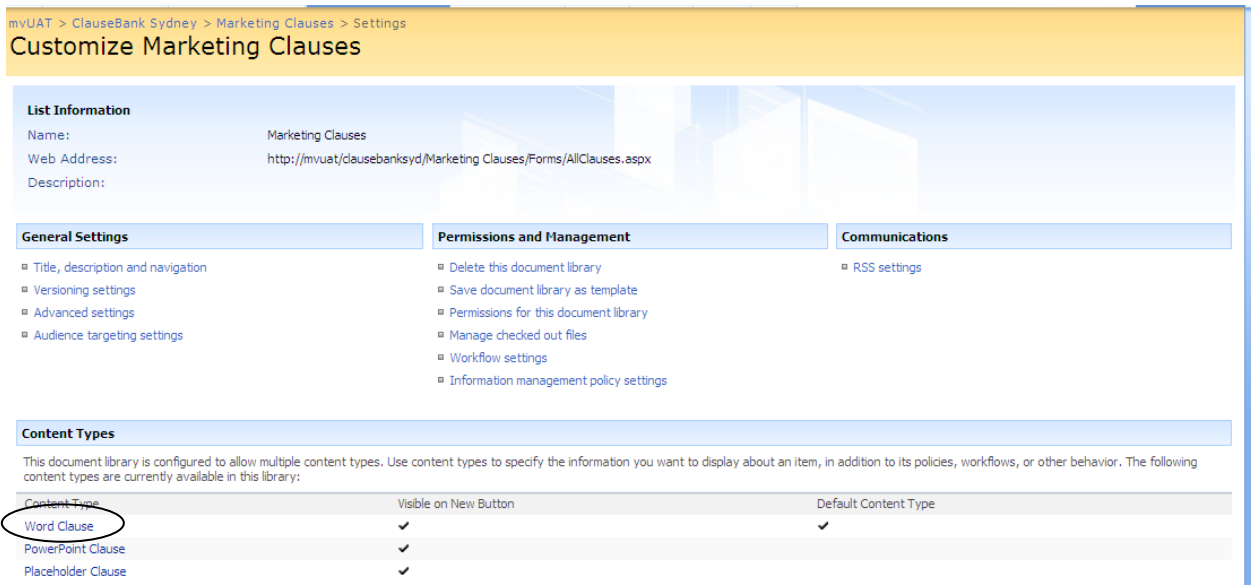 mvUAT > ClauseBank Sydney > Marketing Clauses > Settings
Customize Marketing Clauses
List Information
Name: Marketing Clauses
Web Address: http://mvuat/clausebanksyd/Marketing Clauses/Forms/AllClauses.aspx
Description:
General Settings Permissions and Management Communications
Title, description and navigation Delete this document library RSS settings
Versioning settings Save document library as template
Advanced settings Permissions for this document library
Audience targeting settings Manage checked out files
Workflow settings
Information management policy settings
Content Types
This document library is configured to allow multiple content types. Use content types to specify the information you want to display about an item, in addition to its policies, workflows, or other behavior. The following
content types are currently available in this library:
Content Type Visible on New Button Default Content Type
Word Clause
PowerPoint Clause
Placeholder Clause